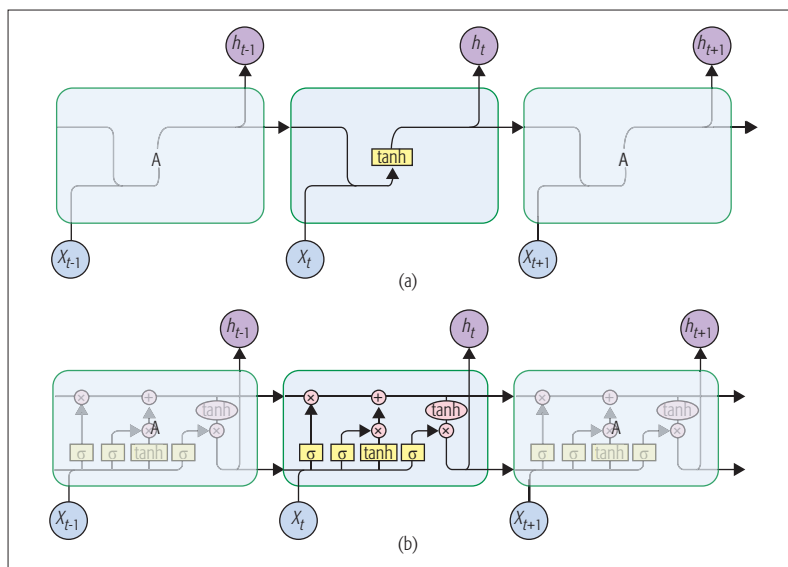 h_{t-1} h_t h_{t+1}
A tanh A
X_{t-1} X_t X_{t+1}
(a)
h_{t-1} h_t h_{t+1}
× + tanh × + tanh × + tanh
× A × × × × A ×
σ σ tanh σ σ σ tanh σ σ σ tanh σ
X_{t-1} X_t X_{t+1}
(b)